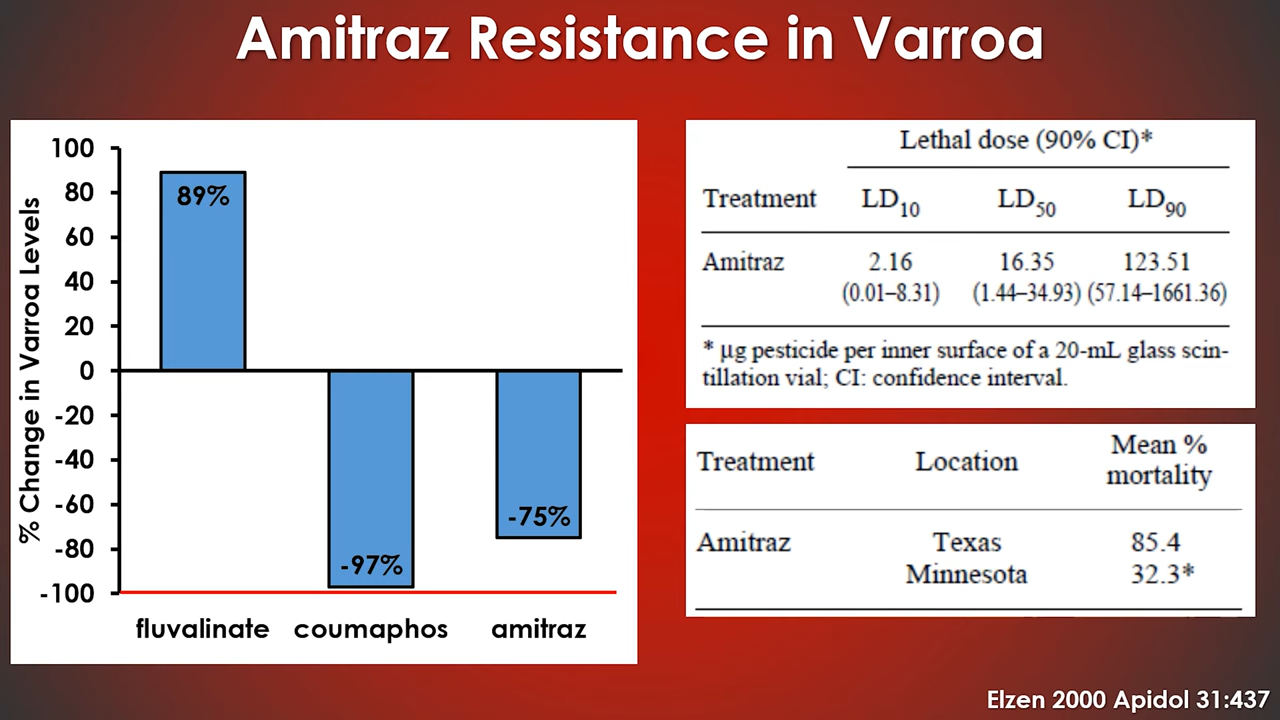 Amitraz Resistance in Varroa
% Change in Varroa Levels
100
80
60
40
20
0
-20
-40
-60
-80
-100
89%
-97%
-75%
fluvalinate coumaphos amitraz
Lethal dose (90% CI)*
Treatment LD10 LD50 LD90
Amitraz 2.16 16.35 123.51
(0.01–8.31) (1.44–34.93) (57.14–1661.36)
* µg pesticide per inner surface of a 20-mL glass scin-
tillation vial; CI: confidence interval.
Treatment Location Mean %
mortality
Amitraz Texas 85.4
Minnesota 32.3*
Elzen 2000 Apidol 31:437